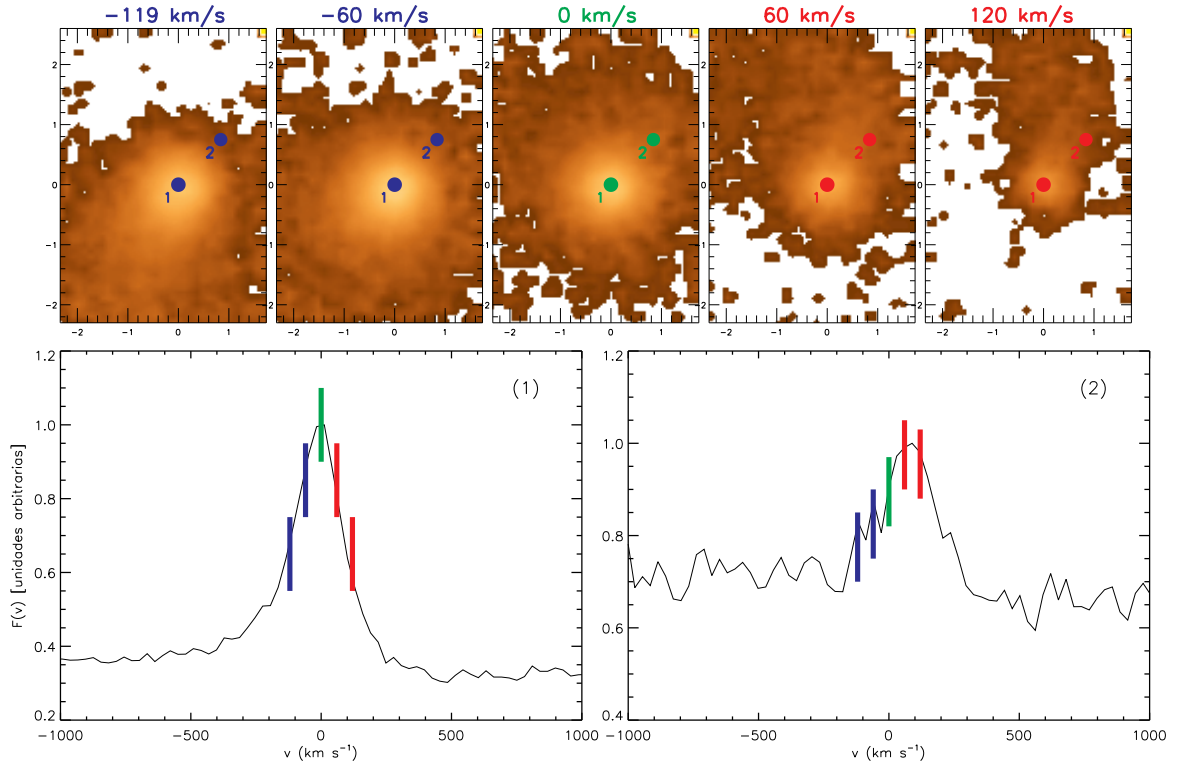 −119 km/s −60 km/s 0 km/s 60 km/s 120 km/s
2 2 2 2 2
1 1 1 1 1
2 2 2 2 2
0 0 0 0 0
1 1 1 1 1
−1 −1 −1 −1 −1
−2 −2 −2 −2 −2
−2 −1 0 1 −2 −1 0 1 −2 −1 0 1 −2 −1 0 1 −2 −1 0 1
1.2
1.0
0.8
0.6
0.4
0.2
F(v) [unidades arbitrarias]
(1)
−1000 −500 0 500 1000
v (km s⁻¹)
1.2
1.0
0.8
0.6
0.4
(2)
−1000 −500 0 500 1000
v (km s⁻¹)